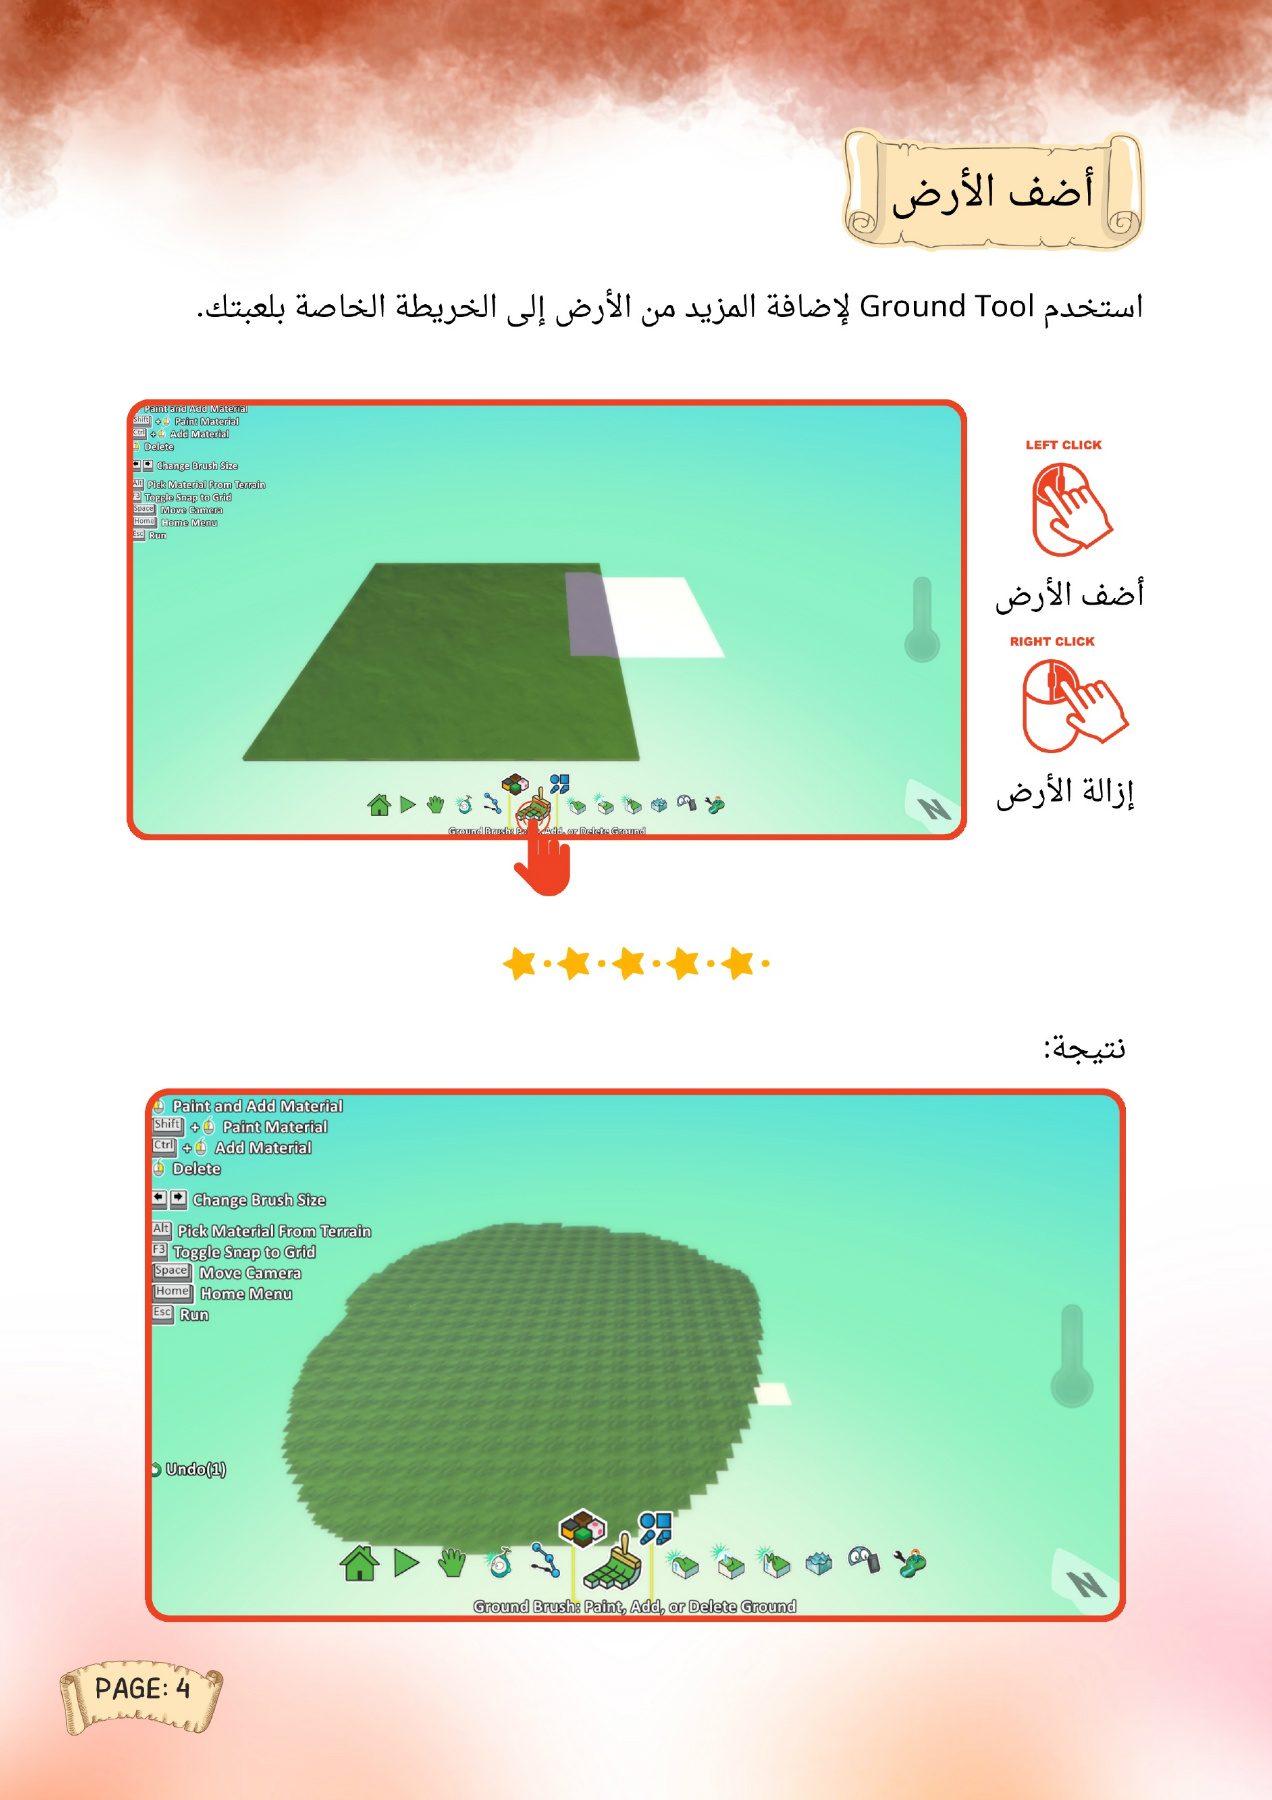 أضف الأرض
استخدم Ground Tool لإضافة المزيد من الأرض إلى الخريطة الخاصة بلعبتك.
Paint and Add Material
Shift + Paint Material
Ctrl + Add Material
Delete
Change Brush Size
Alt Pick Material From Terrain
F3 Toggle Snap to Grid
Space Move Camera
Home Home Menu
Esc Run
N
Ground Brush: Paint, Add, or Delete Ground
LEFT CLICK
أضف الأرض
RIGHT CLICK
إزالة الأرض
نتيجة:
Paint and Add Material
Shift + Paint Material
Ctrl + Add Material
Delete
Change Brush Size
Alt Pick Material From Terrain
F3 Toggle Snap to Grid
Space Move Camera
Home Home Menu
Esc Run
Undo(1)
N
Ground Brush: Paint, Add, or Delete Ground
PAGE: 4